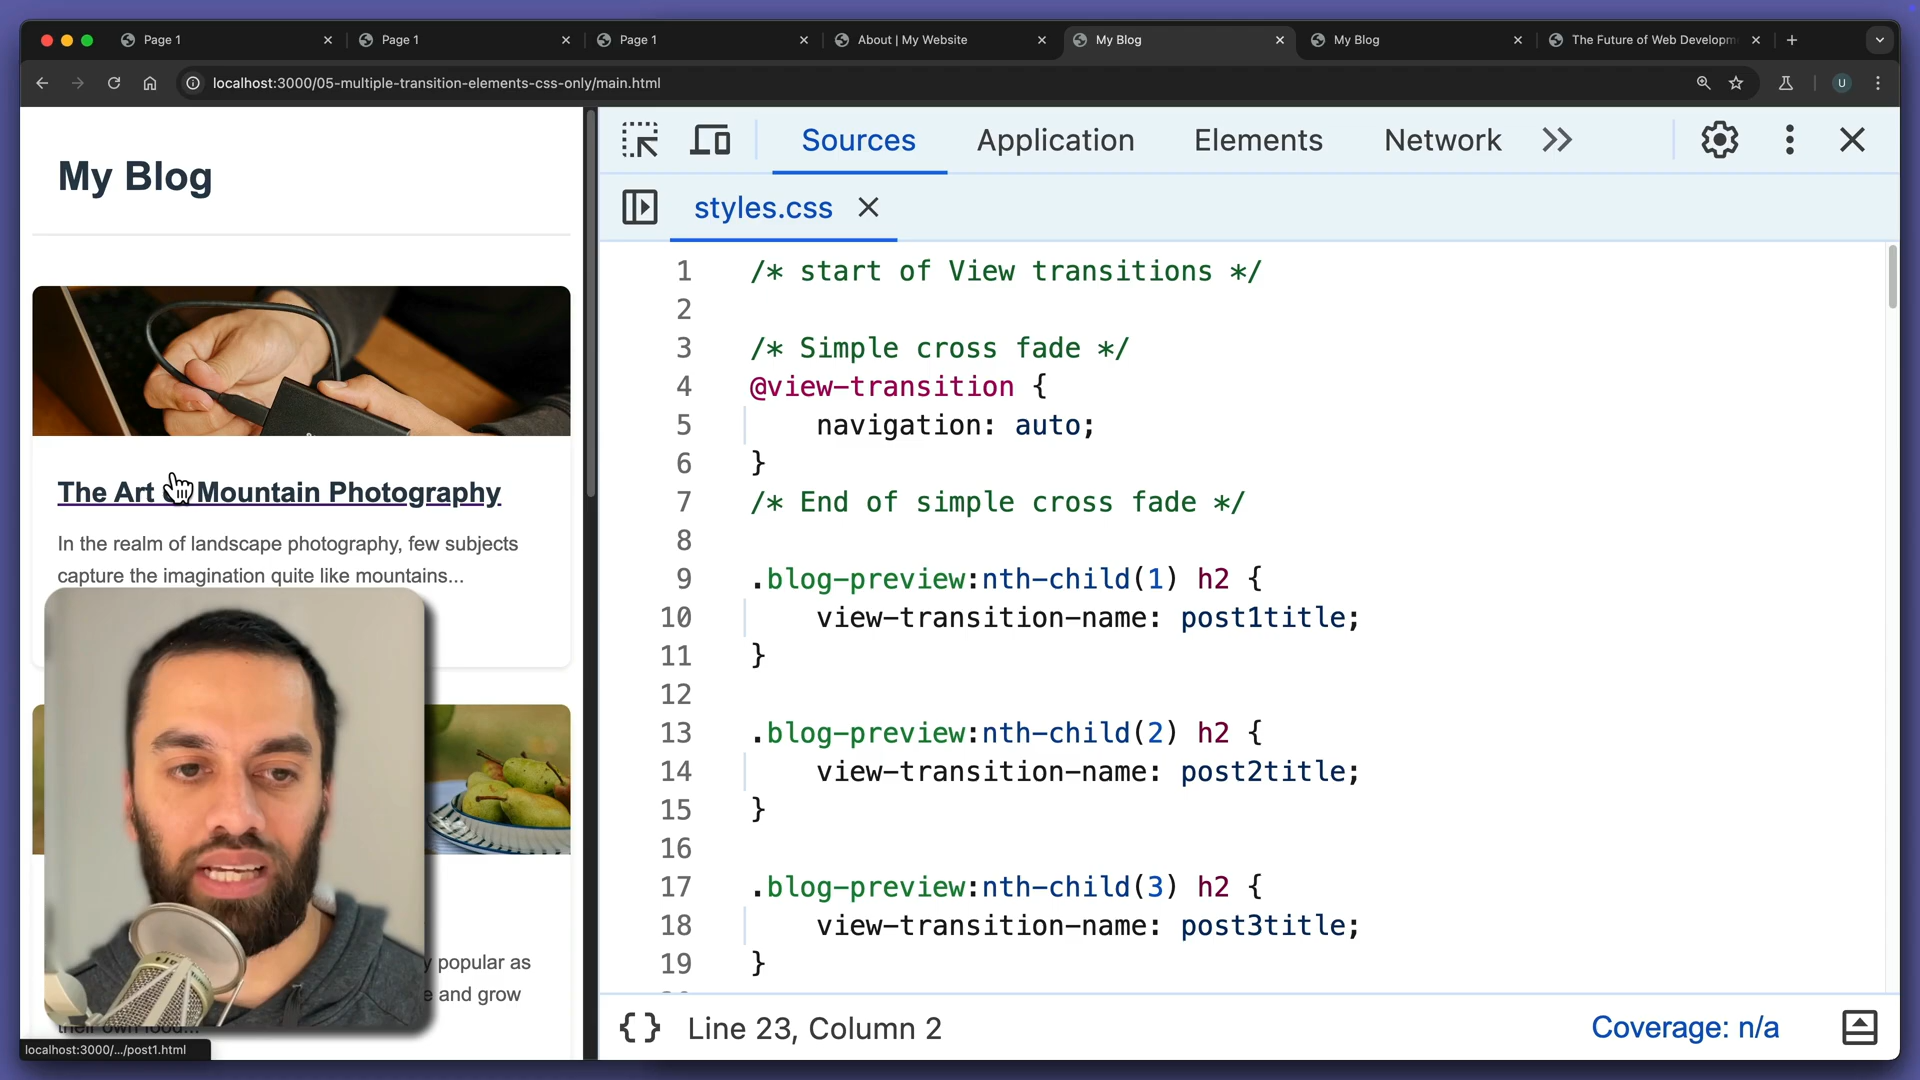 Page 1
Page 1
Page 1
About | My Website
My Blog
My Blog
The Future of Web Developm
localhost:3000/05-multiple-transition-elements-css-only/main.html
U
My Blog
The Art Mountain Photography
In the realm of landscape photography, few subjects
capture the imagination quite like mountains...
y popular as
e and grow
their own food...
localhost:3000/.../post1.html
Sources
Application
Elements
Network
styles.css
1 /* start of View transitions */
2
3 /* Simple cross fade */
4 @view-transition {
5 navigation: auto;
6 }
7 /* End of simple cross fade */
8
9 .blog-preview:nth-child(1) h2 {
10 view-transition-name: post1title;
11 }
12
13 .blog-preview:nth-child(2) h2 {
14 view-transition-name: post2title;
15 }
16
17 .blog-preview:nth-child(3) h2 {
18 view-transition-name: post3title;
19 }
{} Line 23, Column 2
Coverage: n/a